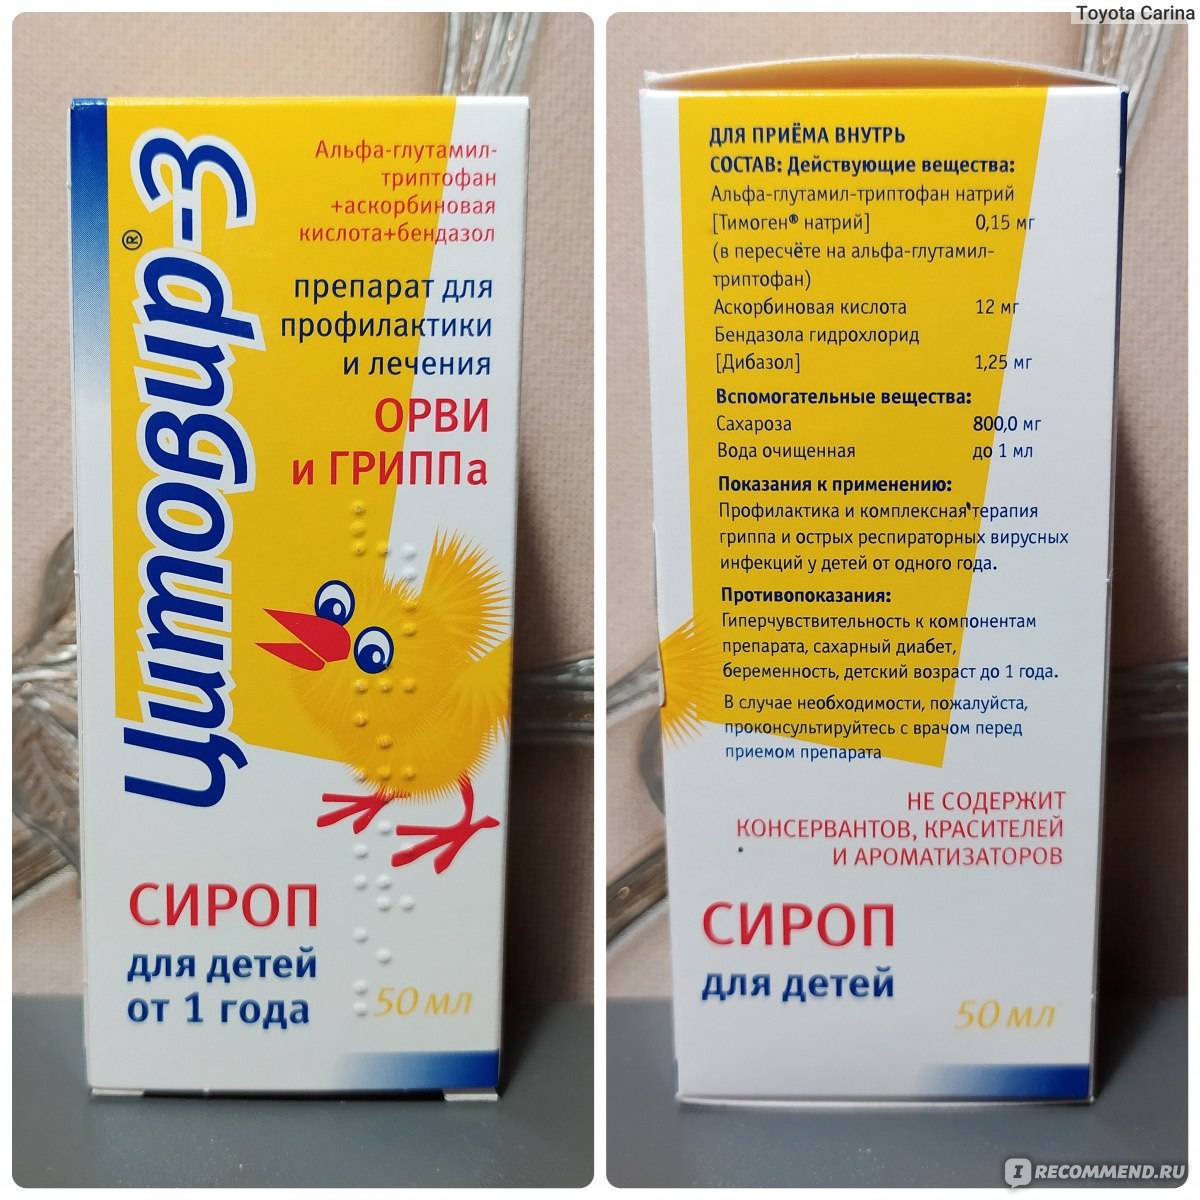 Toyota Carina
Цитовир®-3
Альфа-глутамил-
триптофан
+аскорбиновая
кислота+бендазол
препарат для
профилактики
и лечения
ОРВИ
и ГРИППа
СИРОП
для детей
от 1 года
50 мл
ДЛЯ ПРИЁМА ВНУТРЬ
СОСТАВ: Действующие вещества:
Альфа-глутамил-триптофан натрий
[Тимоген® натрий] 0,15 мг
(в пересчёте на альфа-глутамил-
триптофан)
Аскорбиновая кислота 12 мг
Бендазола гидрохлорид
[Дибазол] 1,25 мг
Вспомогательные вещества:
Сахароза 800,0 мг
Вода очищенная до 1 мл
Показания к применению:
Профилактика и комплексная терапия
гриппа и острых респираторных вирусных
инфекций у детей от одного года.
Противопоказания:
Гиперчувствительность к компонентам
препарата, сахарный диабет,
беременность, детский возраст до 1 года.
В случае необходимости, пожалуйста,
проконсультируйтесь с врачом перед
приемом препарата
НЕ СОДЕРЖИТ
КОНСЕРВАНТОВ, КРАСИТЕЛЕЙ
И АРОМАТИЗАТОРОВ
СИРОП
для детей
50 мл
I RECOMMEND.RU